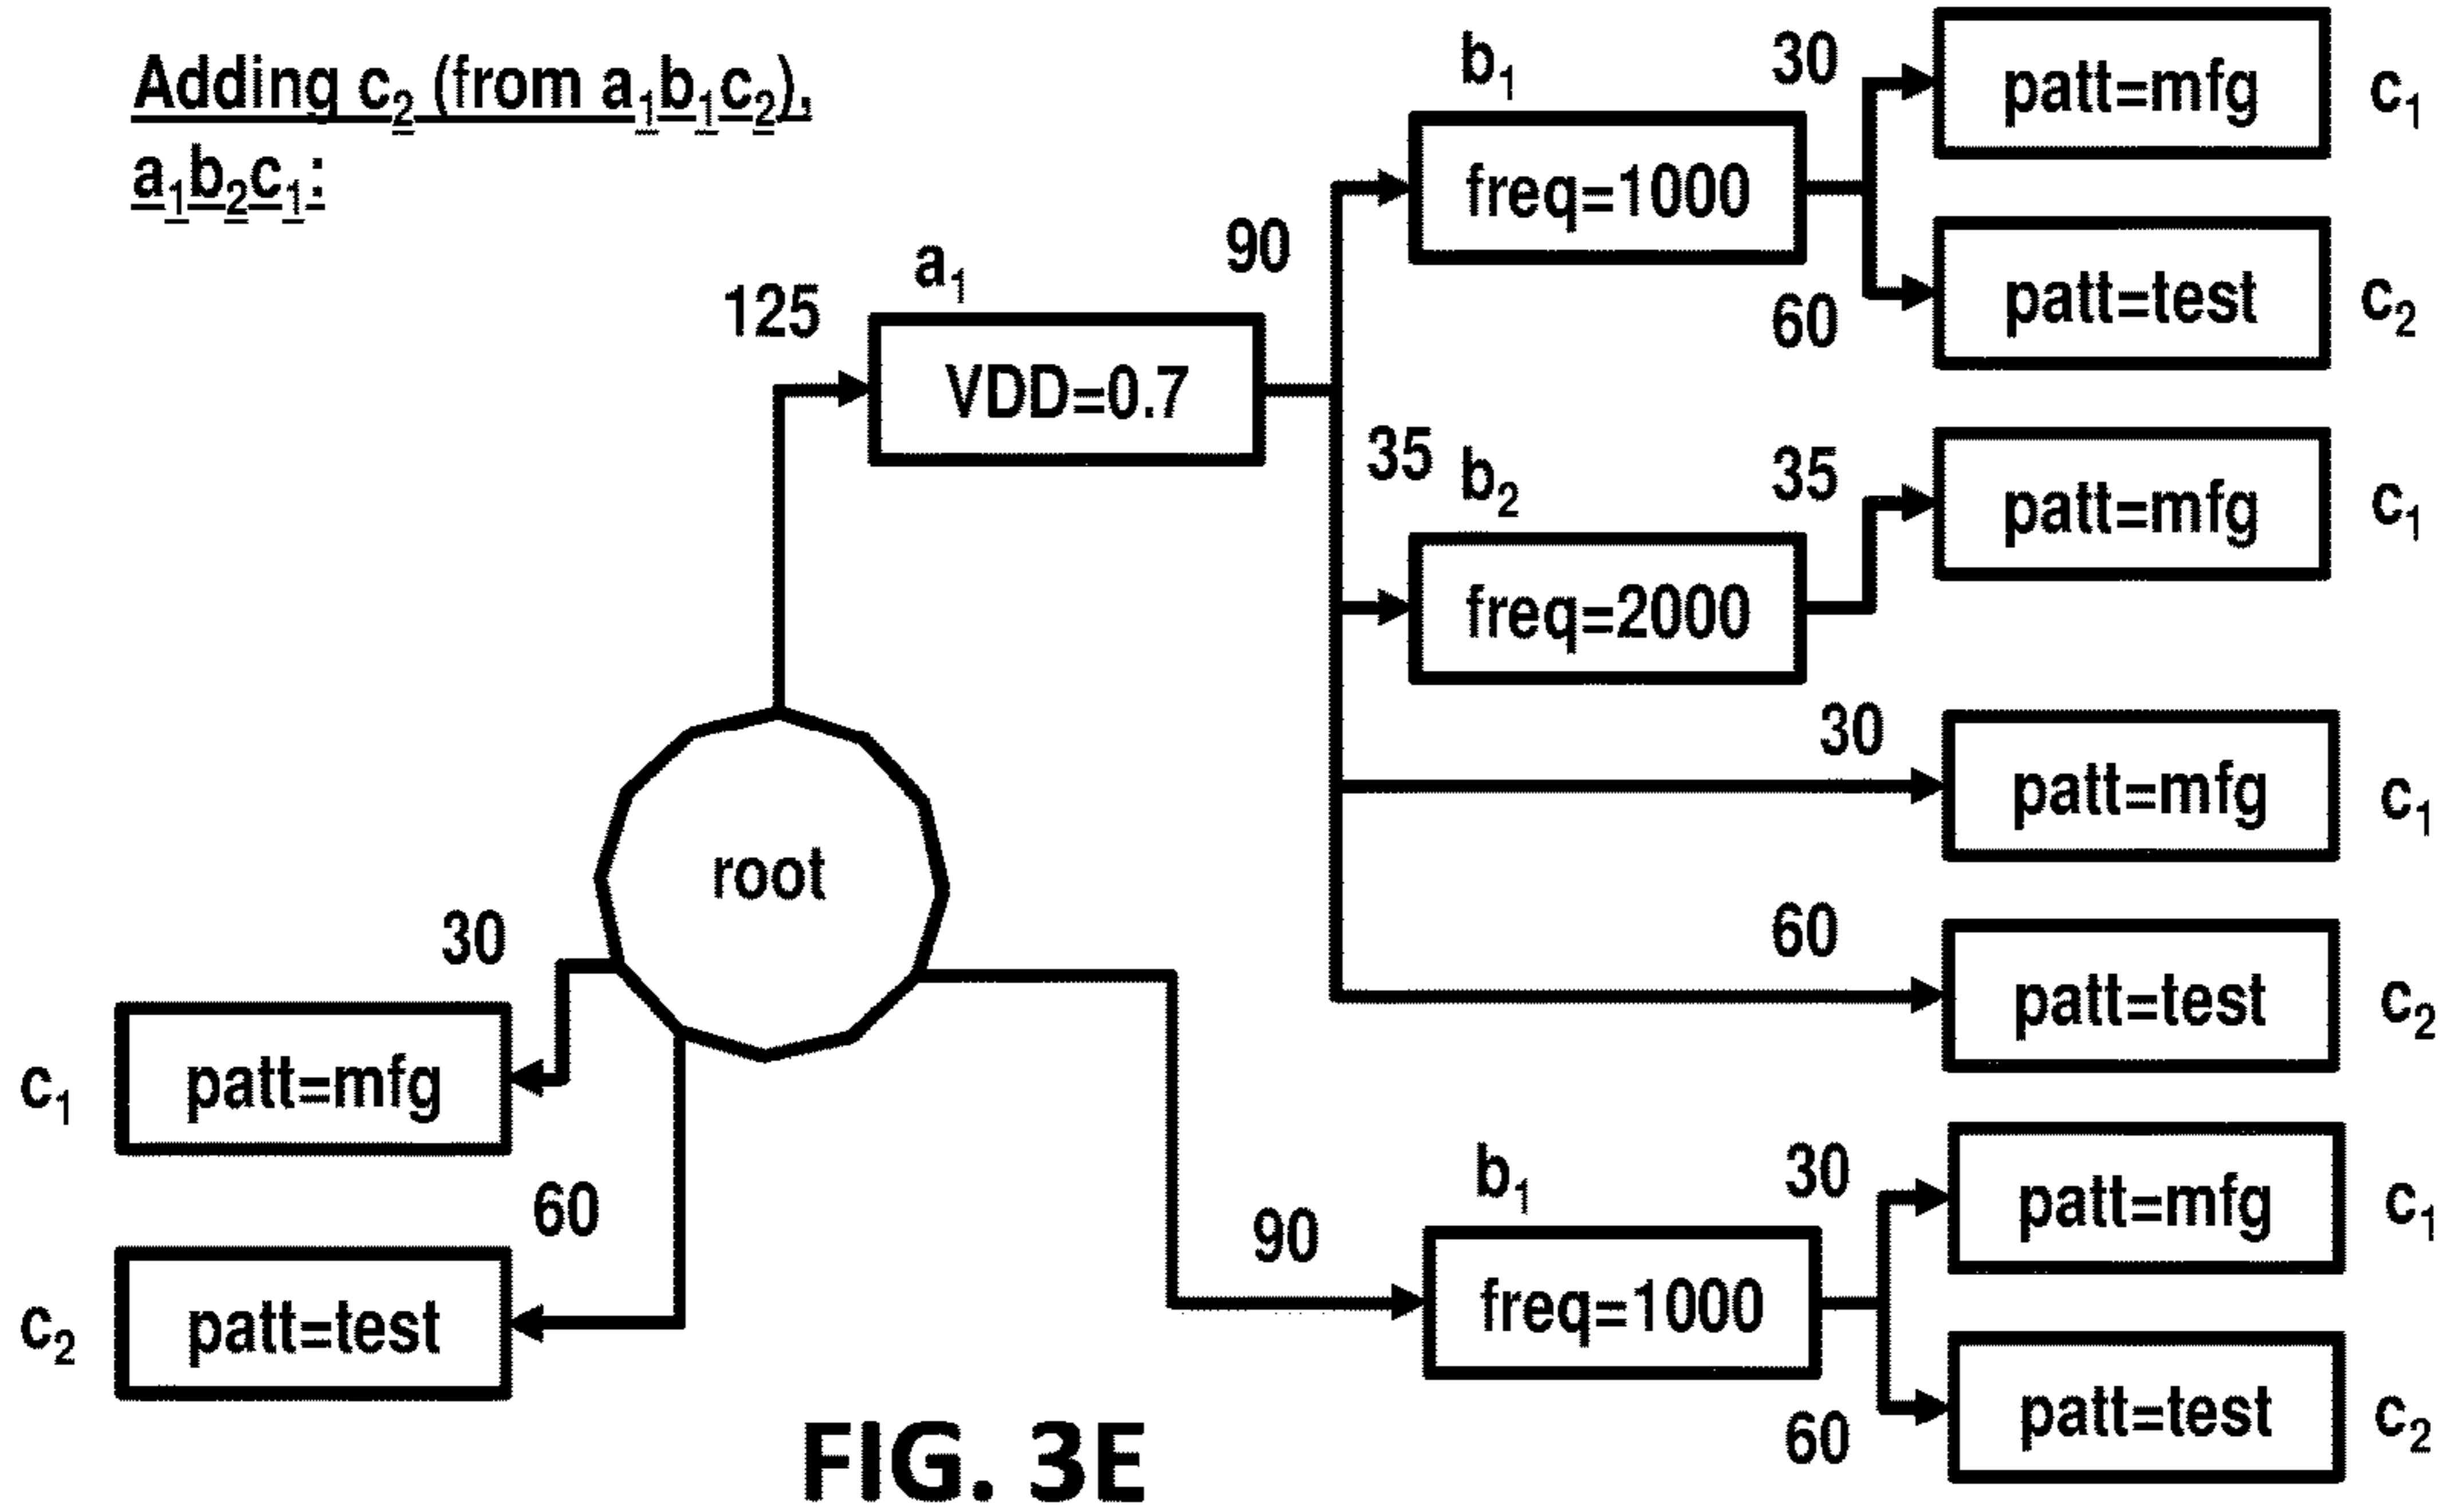 Adding c2 (from a1b1c2),
a1b2c1:
b1
30
patt=mfg
c1
freq=1000
90
a1
125
60
patt=test
c2
VDD=0.7
35
b2
35
patt=mfg
c1
freq=2000
30
patt=mfg
c1
root
30
60
patt=test
c2
c1
patt=mfg
b1
30
patt=mfg
c1
60
90
freq=1000
c2
patt=test
60
patt=test
c2
FIG. 3E